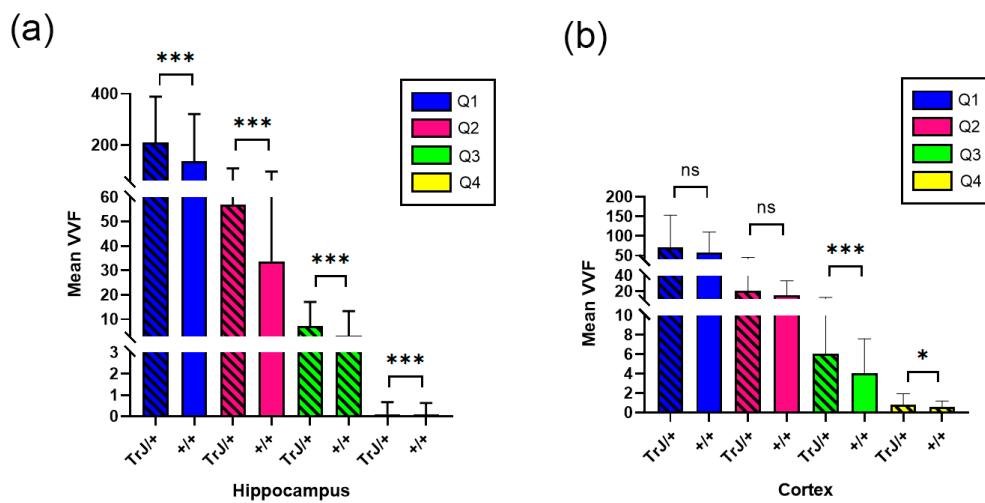 (a)
Mean VVF
400
200
60
50
40
30
20
10
3
2
1
0
***
***
***
***
TrJ/+
+/+
TrJ/+
+/+
TrJ/+
+/+
TrJ/+
+/+
Hippocampus
Q1
Q2
Q3
Q4
(b)
Mean VVF
200
150
100
50
40
20
10
8
6
4
2
0
ns
ns
***
*
TrJ/+
+/+
TrJ/+
+/+
TrJ/+
+/+
TrJ/+
+/+
Cortex
Q1
Q2
Q3
Q4